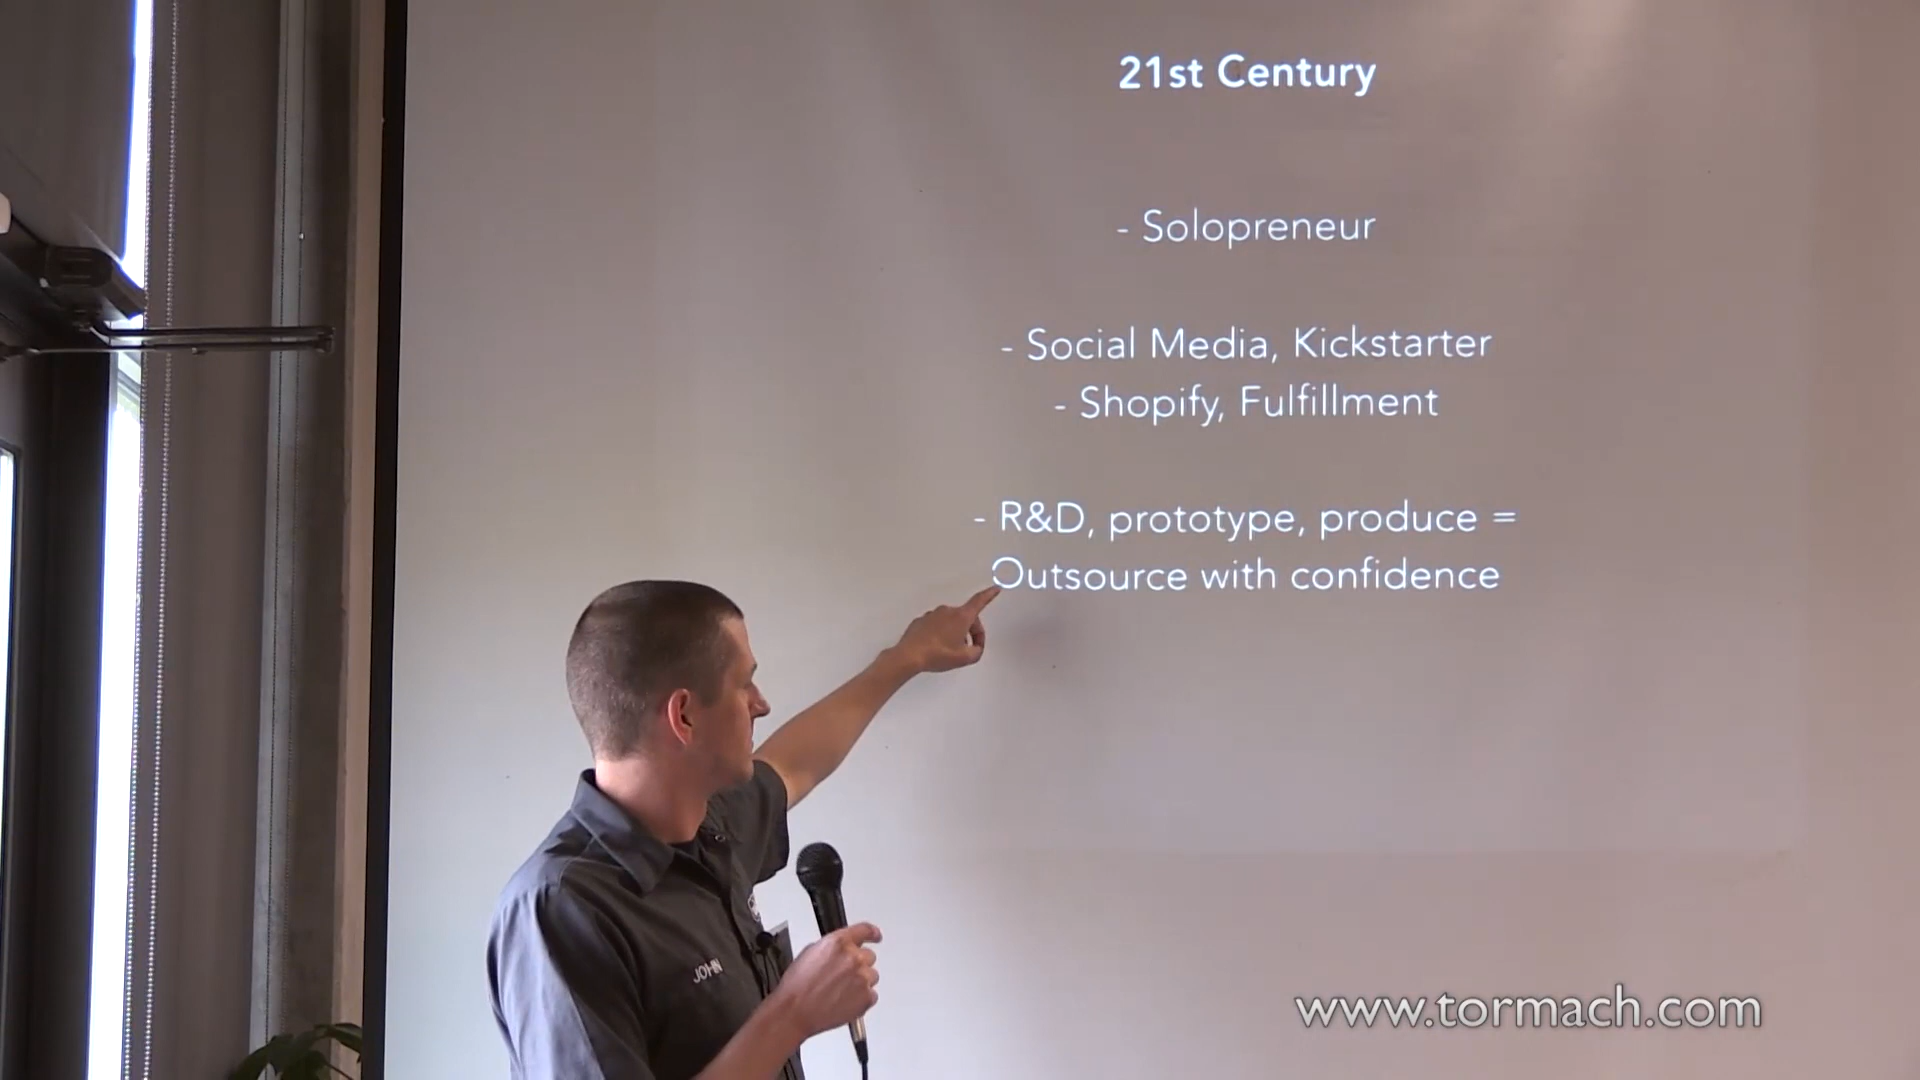 21st Century
- Solopreneur
- Social Media, Kickstarter
- Shopify, Fulfillment
- R&D, prototype, produce =
Outsource with confidence
JOHN
www.tormach.com